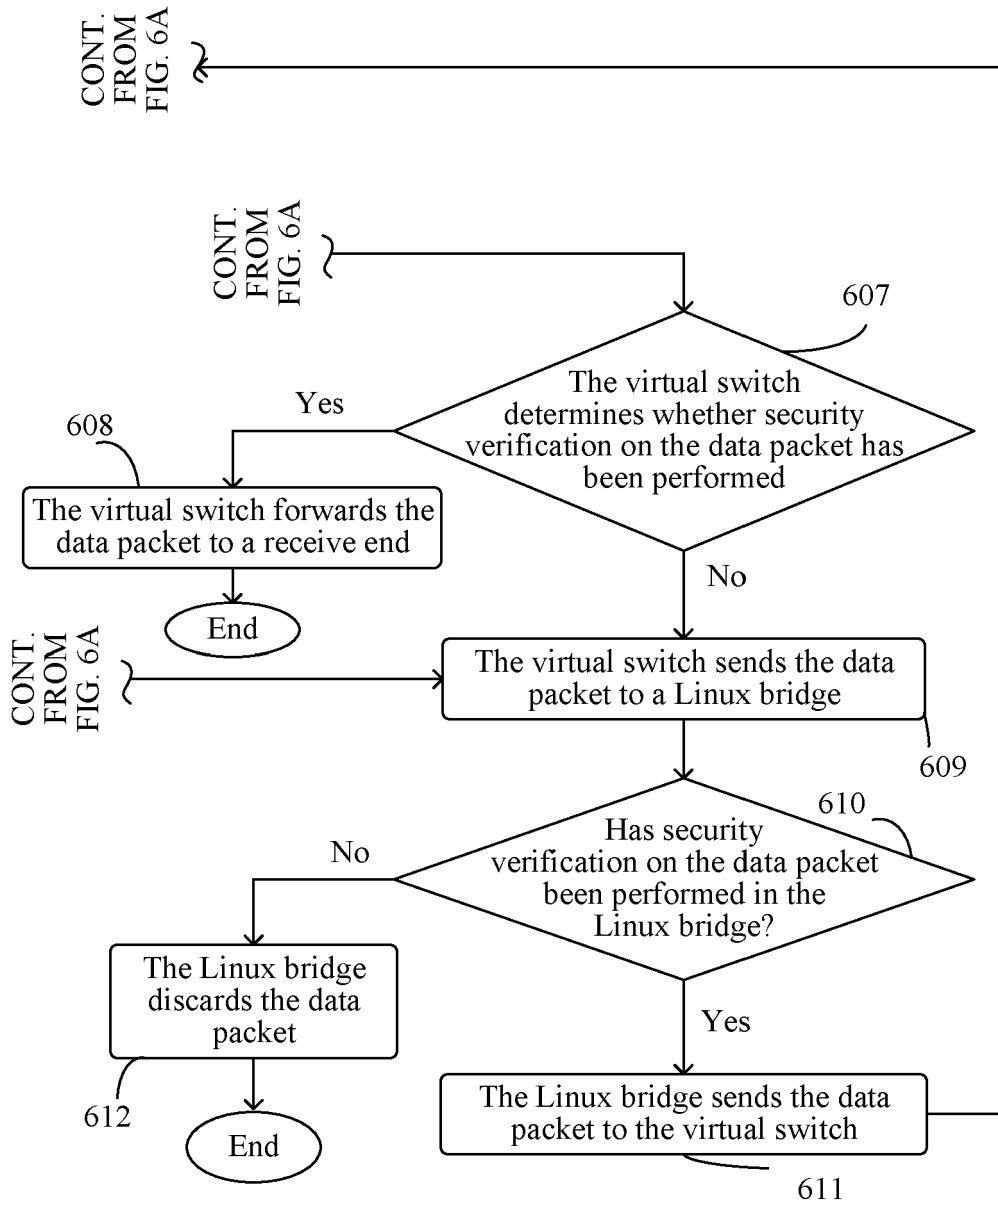 CONT.
FROM
FIG. 6A
CONT.
FROM
FIG. 6A
607
The virtual switch
determines whether security
verification on the data packet has
been performed
Yes
608
The virtual switch forwards the
data packet to a receive end
End
No
CONT.
FROM
FIG. 6A
The virtual switch sends the data
packet to a Linux bridge
609
610
Has security
verification on the data packet
been performed in the
Linux bridge?
No
The Linux bridge
discards the data
packet
612
End
Yes
The Linux bridge sends the data
packet to the virtual switch
611